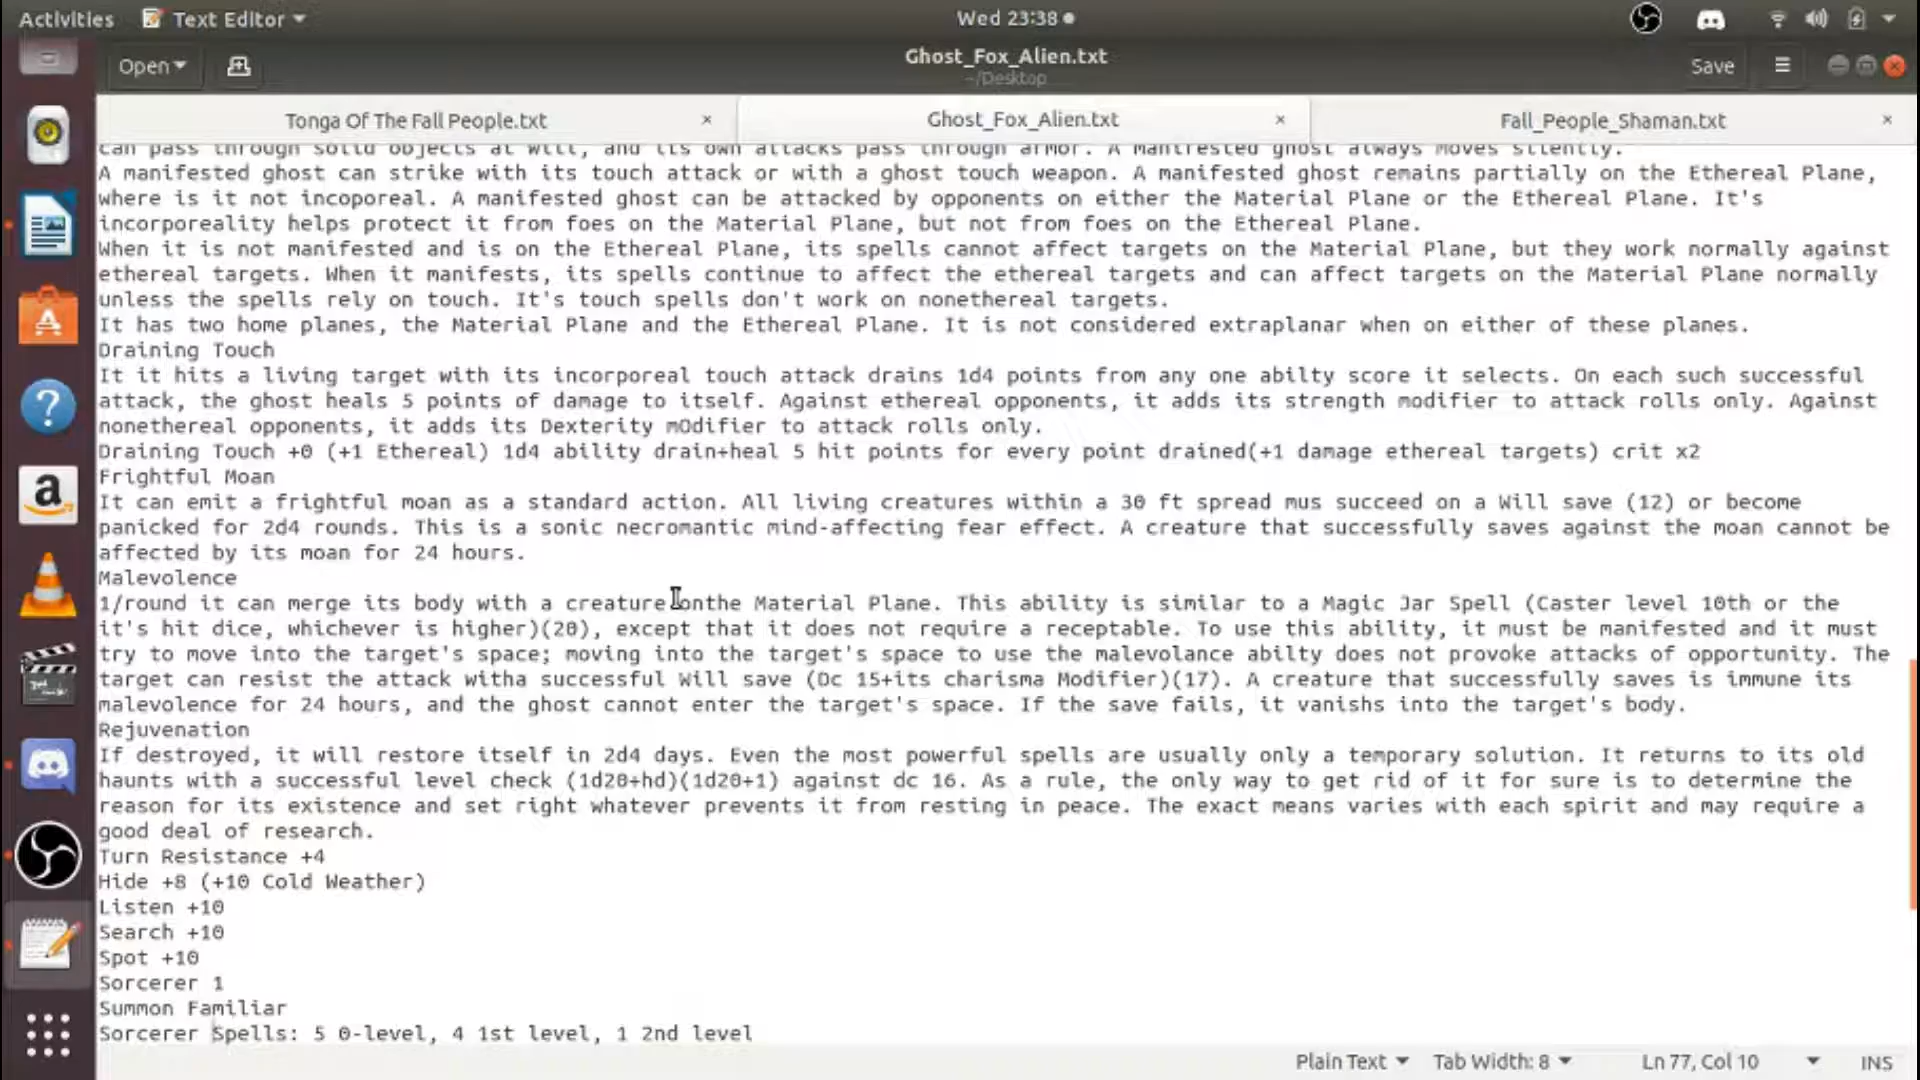 Activities
Text Editor
Wed 23:38
Open
Ghost_Fox_Alien.txt
~/Desktop
Save
Tonga Of The Fall People.txt
Ghost_Fox_Alien.txt
Fall_People_Shaman.txt
can pass through solid objects at will, and its own attacks pass through armor. A manifested ghost always moves silently.
A manifested ghost can strike with its touch attack or with a ghost touch weapon. A manifested ghost remains partially on the Ethereal Plane,
where is it not incoporeal. A manifested ghost can be attacked by opponents on either the Material Plane or the Ethereal Plane. It's
incorporeality helps protect it from foes on the Material Plane, but not from foes on the Ethereal Plane.
When it is not manifested and is on the Ethereal Plane, its spells cannot affect targets on the Material Plane, but they work normally against
ethereal targets. When it manifests, its spells continue to affect the ethereal targets and can affect targets on the Material Plane normally
unless the spells rely on touch. It's touch spells don't work on nonethereal targets.
It has two home planes, the Material Plane and the Ethereal Plane. It is not considered extraplanar when on either of these planes.
Draining Touch
It it hits a living target with its incorporeal touch attack drains 1d4 points from any one abilty score it selects. On each such successful
attack, the ghost heals 5 points of damage to itself. Against ethereal opponents, it adds its strength modifier to attack rolls only. Against
nonethereal opponents, it adds its Dexterity mOdifier to attack rolls only.
Draining Touch +0 (+1 Ethereal) 1d4 ability drain+heal 5 hit points for every point drained(+1 damage ethereal targets) crit x2
Frightful Moan
It can emit a frightful moan as a standard action. All living creatures within a 30 ft spread mus succeed on a Will save (12) or become
panicked for 2d4 rounds. This is a sonic necromantic mind-affecting fear effect. A creature that successfully saves against the moan cannot be
affected by its moan for 24 hours.
Malevolence
1/round it can merge its body with a creature onthe Material Plane. This ability is similar to a Magic Jar Spell (Caster level 10th or the
it's hit dice, whichever is higher)(20), except that it does not require a receptable. To use this ability, it must be manifested and it must
try to move into the target's space; moving into the target's space to use the malevolance abilty does not provoke attacks of opportunity. The
target can resist the attack witha successful Will save (Dc 15+its charisma Modifier)(17). A creature that successfully saves is immune its
malevolence for 24 hours, and the ghost cannot enter the target's space. If the save fails, it vanishs into the target's body.
Rejuvenation
If destroyed, it will restore itself in 2d4 days. Even the most powerful spells are usually only a temporary solution. It returns to its old
haunts with a successful level check (1d20+hd)(1d20+1) against dc 16. As a rule, the only way to get rid of it for sure is to determine the
reason for its existence and set right whatever prevents it from resting in peace. The exact means varies with each spirit and may require a
good deal of research.
Turn Resistance +4
Hide +8 (+10 Cold Weather)
Listen +10
Search +10
Spot +10
Sorcerer 1
Summon Familiar
Sorcerer Spells: 5 0-level, 4 1st level, 1 2nd level
Plain Text
Tab Width: 8
Ln 77, Col 10
INS